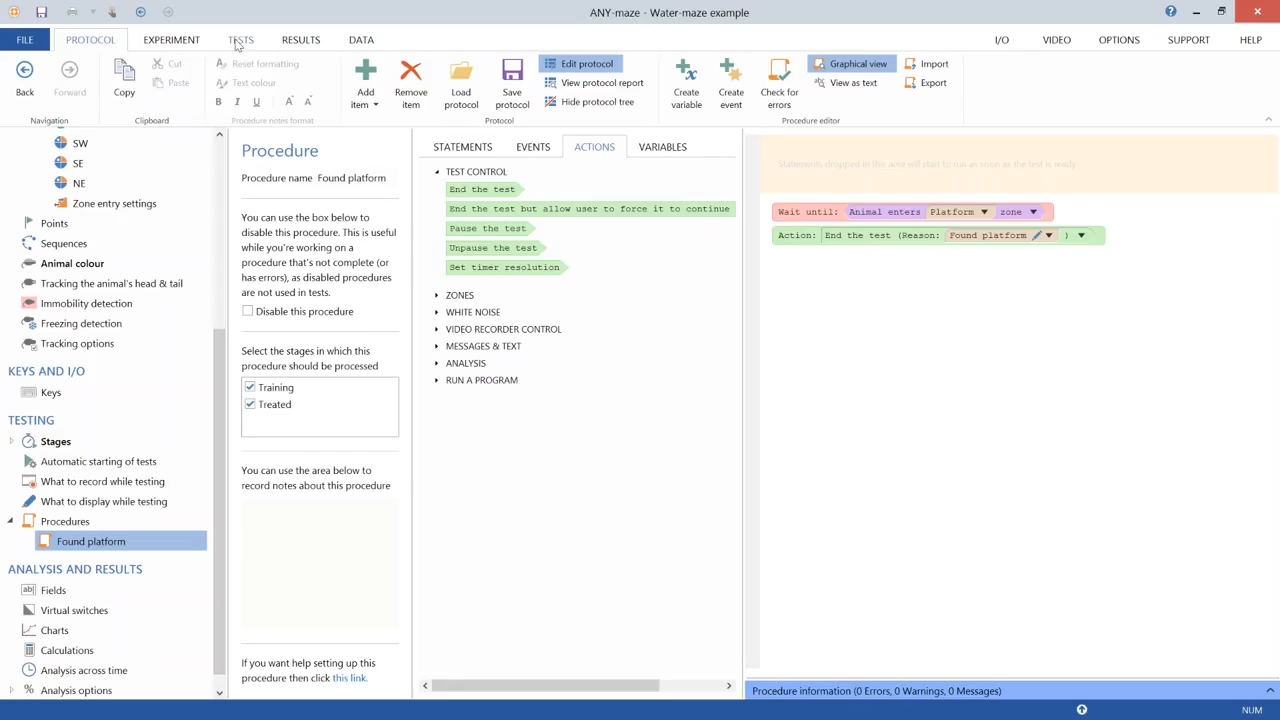 ANY-maze - Water-maze example
FILE
PROTOCOL
EXPERIMENT
TESTS
RESULTS
DATA
I/O
VIDEO
OPTIONS
SUPPORT
HELP
Back
Forward
Navigation
Copy
Cut
Paste
Clipboard
Reset formatting
Text colour
B I U A A
Procedure notes format
Add item
Remove item
Load protocol
Save protocol
Edit protocol
View protocol report
Hide protocol tree
Protocol
Create variable
Create event
Check for errors
Graphical view
View as text
Import
Export
Procedure editor
SW
SE
NE
Zone entry settings
Points
Sequences
Animal colour
Tracking the animal's head & tail
Immobility detection
Freezing detection
Tracking options
KEYS AND I/O
Keys
TESTING
Stages
Automatic starting of tests
What to record while testing
What to display while testing
Procedures
Found platform
ANALYSIS AND RESULTS
Fields
Virtual switches
Charts
Calculations
Analysis across time
Analysis options
Procedure
Procedure name Found platform
You can use the box below to
disable this procedure. This is
useful while you're working on a
procedure that's not complete (or
has errors), as disabled procedures
are not used in tests.
Disable this procedure
Select the stages in which this
procedure should be processed
Training
Treated
You can use the area below to
record notes about this procedure
If you want help setting up this
procedure then click this link.
STATEMENTS
EVENTS
ACTIONS
VARIABLES
TEST CONTROL
End the test
End the test but allow user to force it to continue
Pause the test
Unpause the test
Set timer resolution
ZONES
WHITE NOISE
VIDEO RECORDER CONTROL
MESSAGES & TEXT
ANALYSIS
RUN A PROGRAM
Statements dropped in this area will start to run as soon as the test is ready
Wait until: Animal enters Platform zone
Action: End the test (Reason: Found platform )
Procedure information (0 Errors, 0 Warnings, 0 Messages)
NUM